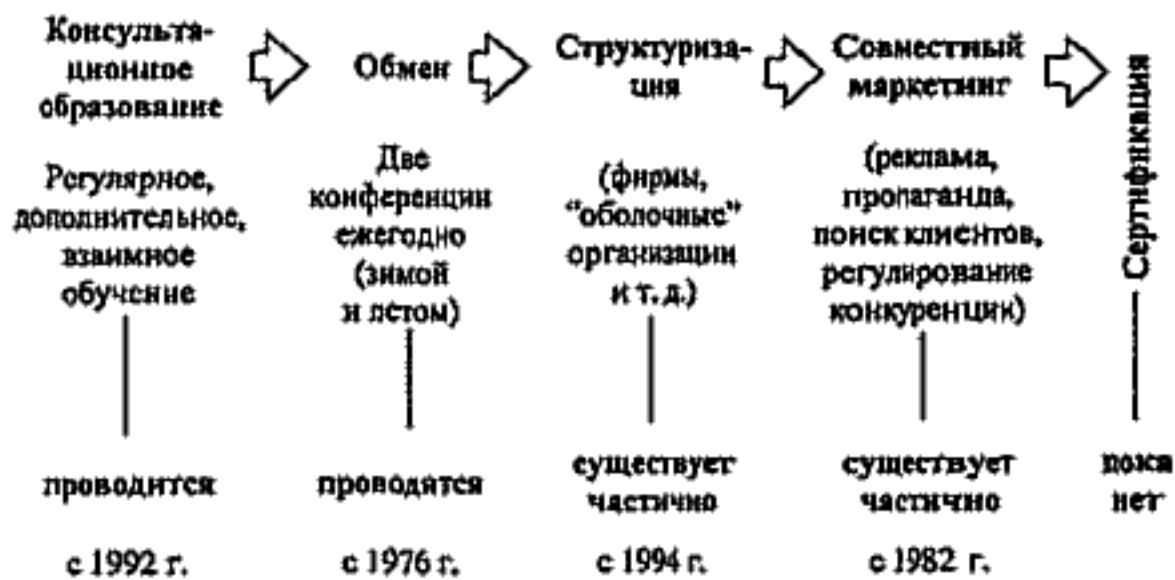 Консульта-
ционное
образование
Обмен
Структуриза-
ция
Совместный
маркетинг
Сертификация
Регулярное,
дополнительное,
взаимное
обучение
Две
конференции
ежегодно
(зимой
и летом)
(фирмы,
“оболочные”
организации
и т. д.)
(реклама,
пропаганда,
поиск клиентов,
регулирование
конкуренции)
проводится
проводятся
существует
частично
существует
частично
пока
нет
с 1992 г.
с 1976 г.
с 1994 г.
с 1982 г.